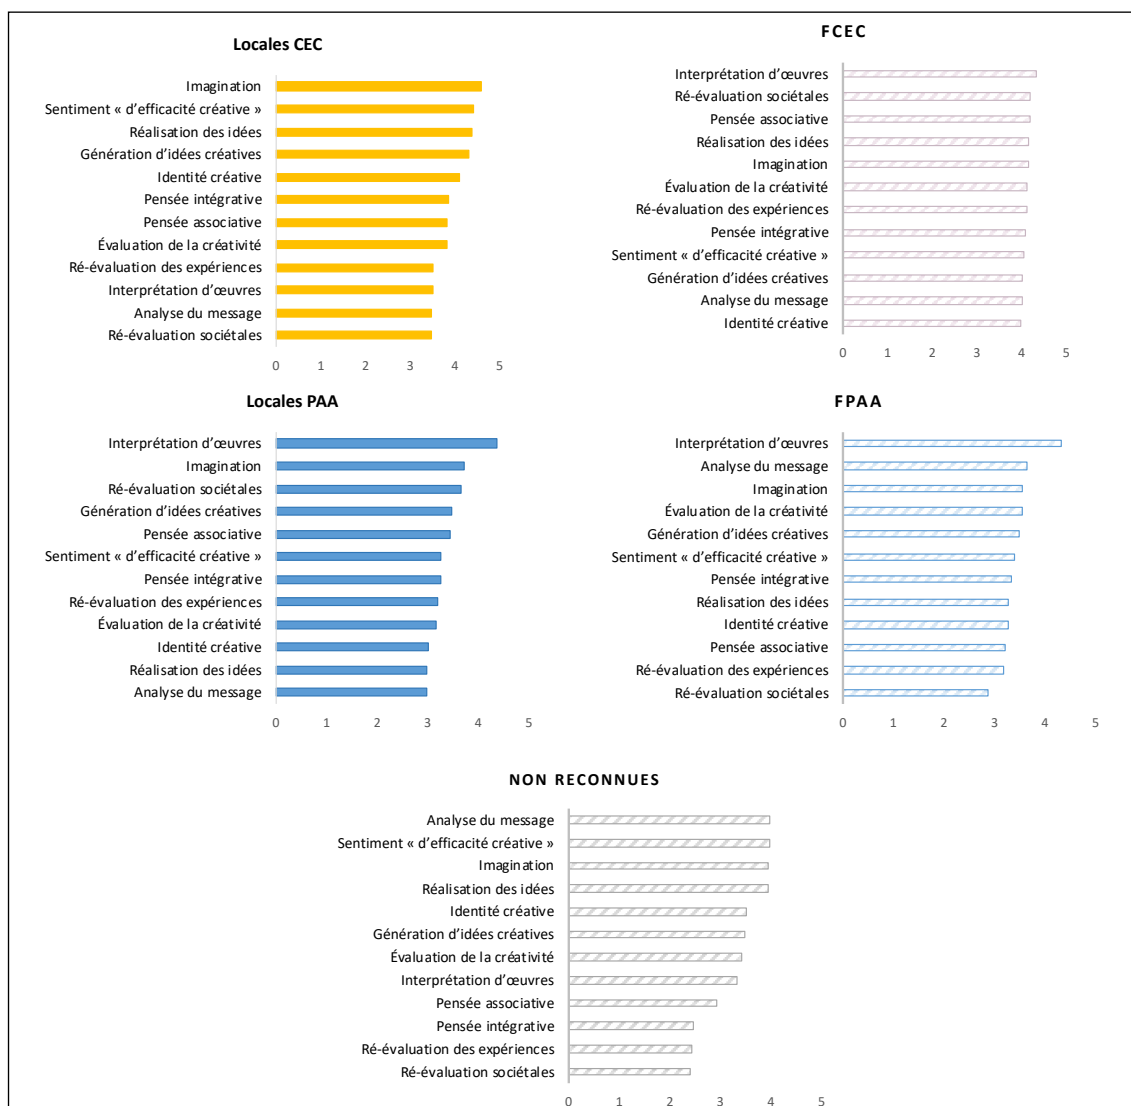 Locales CEC
Imagination
Sentiment « d'efficacité créative »
Réalisation des idées
Génération d'idées créatives
Identité créative
Pensée intégrative
Pensée associative
Évaluation de la créativité
Ré-évaluation des expériences
Interprétation d'œuvres
Analyse du message
Ré-évaluation sociétales
0 1 2 3 4 5
FCEC
Interprétation d'œuvres
Ré-évaluation sociétales
Pensée associative
Réalisation des idées
Imagination
Évaluation de la créativité
Ré-évaluation des expériences
Pensée intégrative
Sentiment « d'efficacité créative »
Génération d'idées créatives
Analyse du message
Identité créative
0 1 2 3 4 5
Locales PAA
Interprétation d'œuvres
Imagination
Ré-évaluation sociétales
Génération d'idées créatives
Pensée associative
Sentiment « d'efficacité créative »
Pensée intégrative
Ré-évaluation des expériences
Évaluation de la créativité
Identité créative
Réalisation des idées
Analyse du message
0 1 2 3 4 5
FPAA
Interprétation d'œuvres
Analyse du message
Imagination
Évaluation de la créativité
Génération d'idées créatives
Sentiment « d'efficacité créative »
Pensée intégrative
Réalisation des idées
Identité créative
Pensée associative
Ré-évaluation des expériences
Ré-évaluation sociétales
0 1 2 3 4 5
NON RECONNUES
Analyse du message
Sentiment « d'efficacité créative »
Imagination
Réalisation des idées
Identité créative
Génération d'idées créatives
Évaluation de la créativité
Interprétation d'œuvres
Pensée associative
Pensée intégrative
Ré-évaluation des expériences
Ré-évaluation sociétales
0 1 2 3 4 5